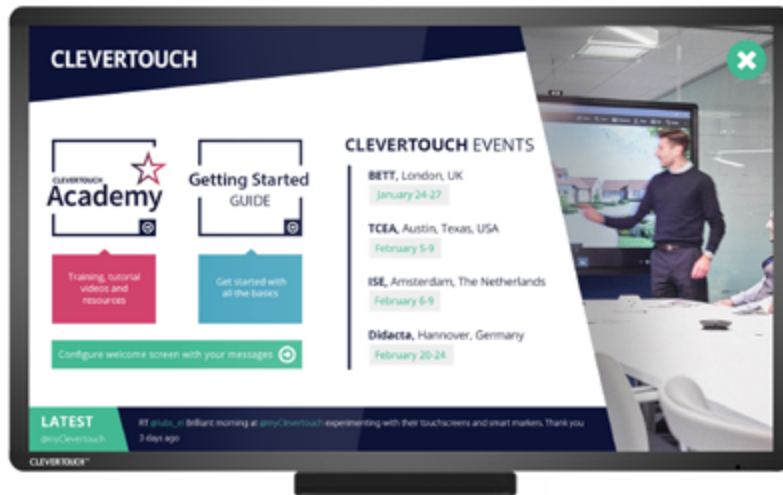 CLEVERTOUCH
CLEVERTOUCH
Academy
Getting Started
GUIDE
Training, tutorial
videos and
resources
Get started with
all the basics
Configure welcome screen with your messages
CLEVERTOUCH EVENTS
BETT, London, UK
January 24-27
TCEA, Austin, Texas, USA
February 5-9
ISE, Amsterdam, The Netherlands
February 6-9
Didacta, Hannover, Germany
February 20-24
LATEST
@myClevertouch
RT @labs_ei Brilliant morning at @myClevertouch experimenting with their touchscreens and smart markers. Thank you
3 days ago
CLEVERTOUCH™